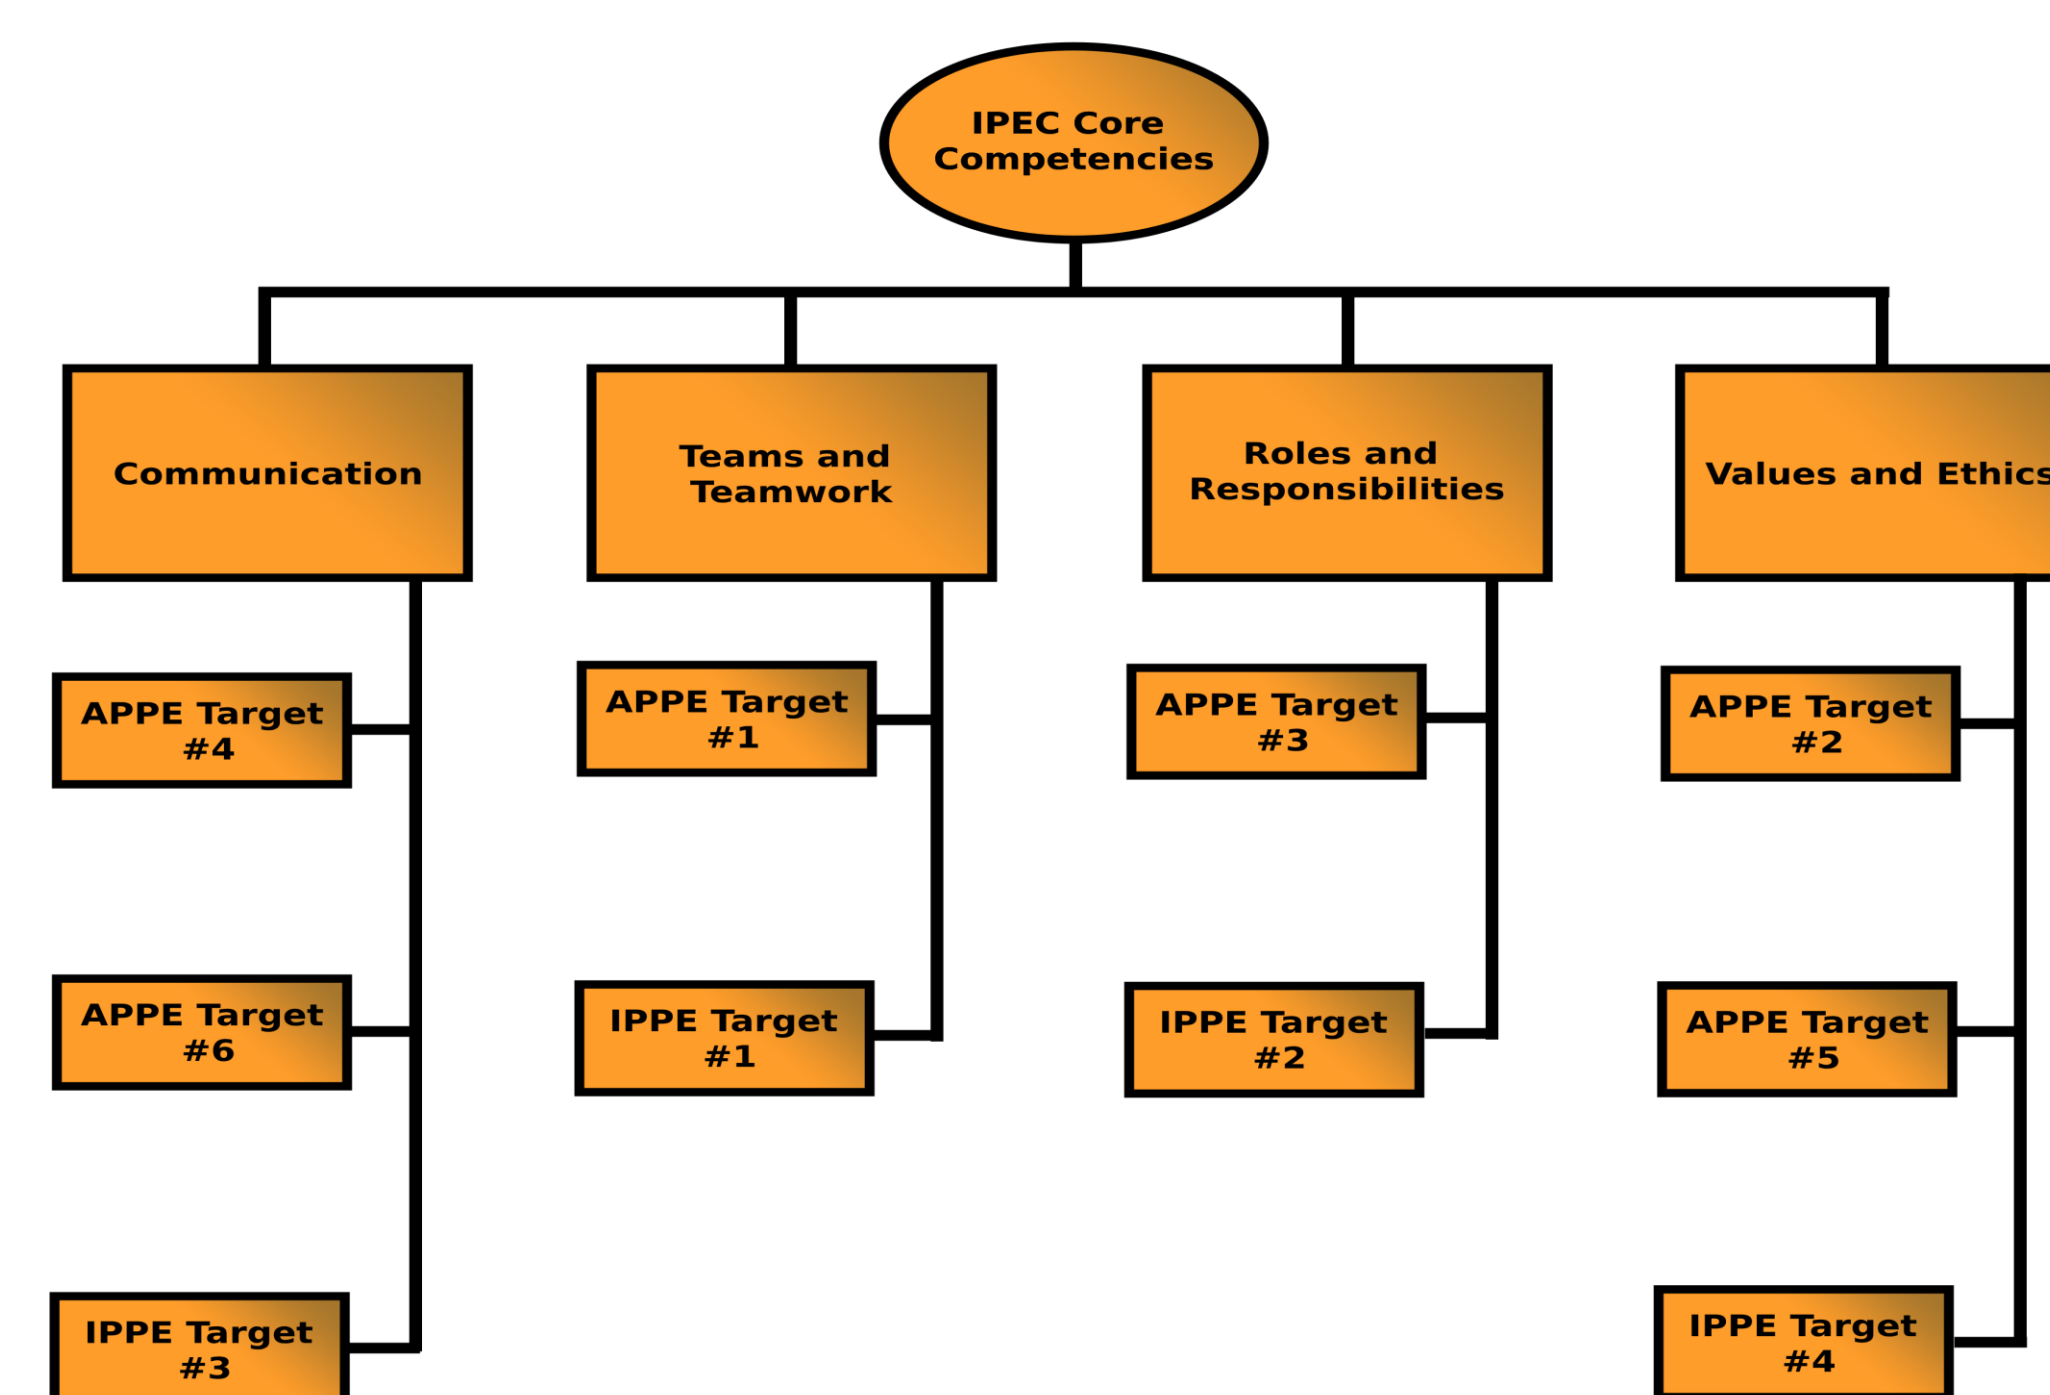 IPEC Core
Competencies
Communication
Teams and
Teamwork
Roles and
Responsibilities
Values and Ethics
APPE Target
#4
APPE Target
#1
APPE Target
#3
APPE Target
#2
APPE Target
#6
IPPE Target
#1
IPPE Target
#2
APPE Target
#5
IPPE Target
#3
IPPE Target
#4